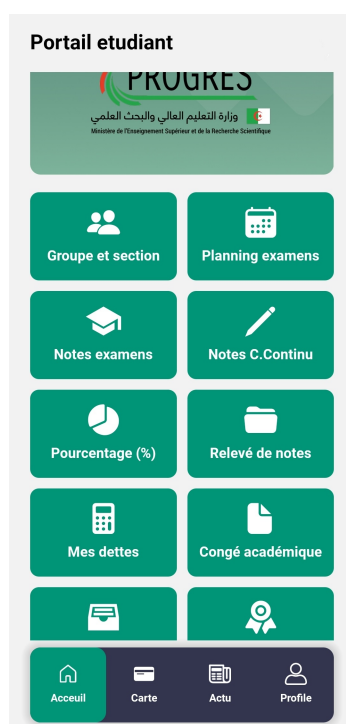 Portail etudiant
PROGRES
وزارة التعليم العالي والبحث العلمي
Ministère de l'Enseignement Supérieur et de la Recherche Scientifique
Groupe et section
Planning examens
Notes examens
Notes C.Continu
Pourcentage (%)
Relevé de notes
Mes dettes
Congé académique
Acceuil
Carte
Actu
Profile